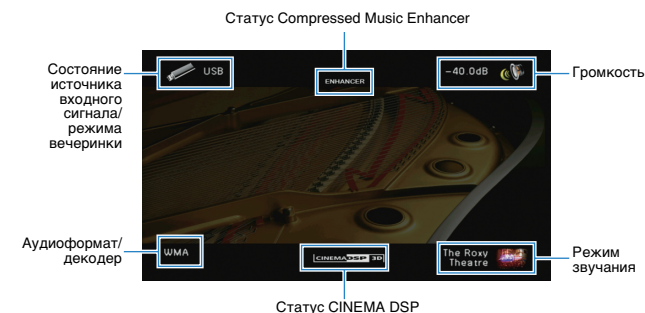 Статус Compressed Music Enhancer
Состояние
источника
входного
сигнала/
режима
вечеринки
USB
ENHANCER
-40.0dB
Громкость
Аудиоформат/
декодер
WMA
CINEMA DSP 3D
The Roxy
Theatre
Режим
звучания
Статус CINEMA DSP